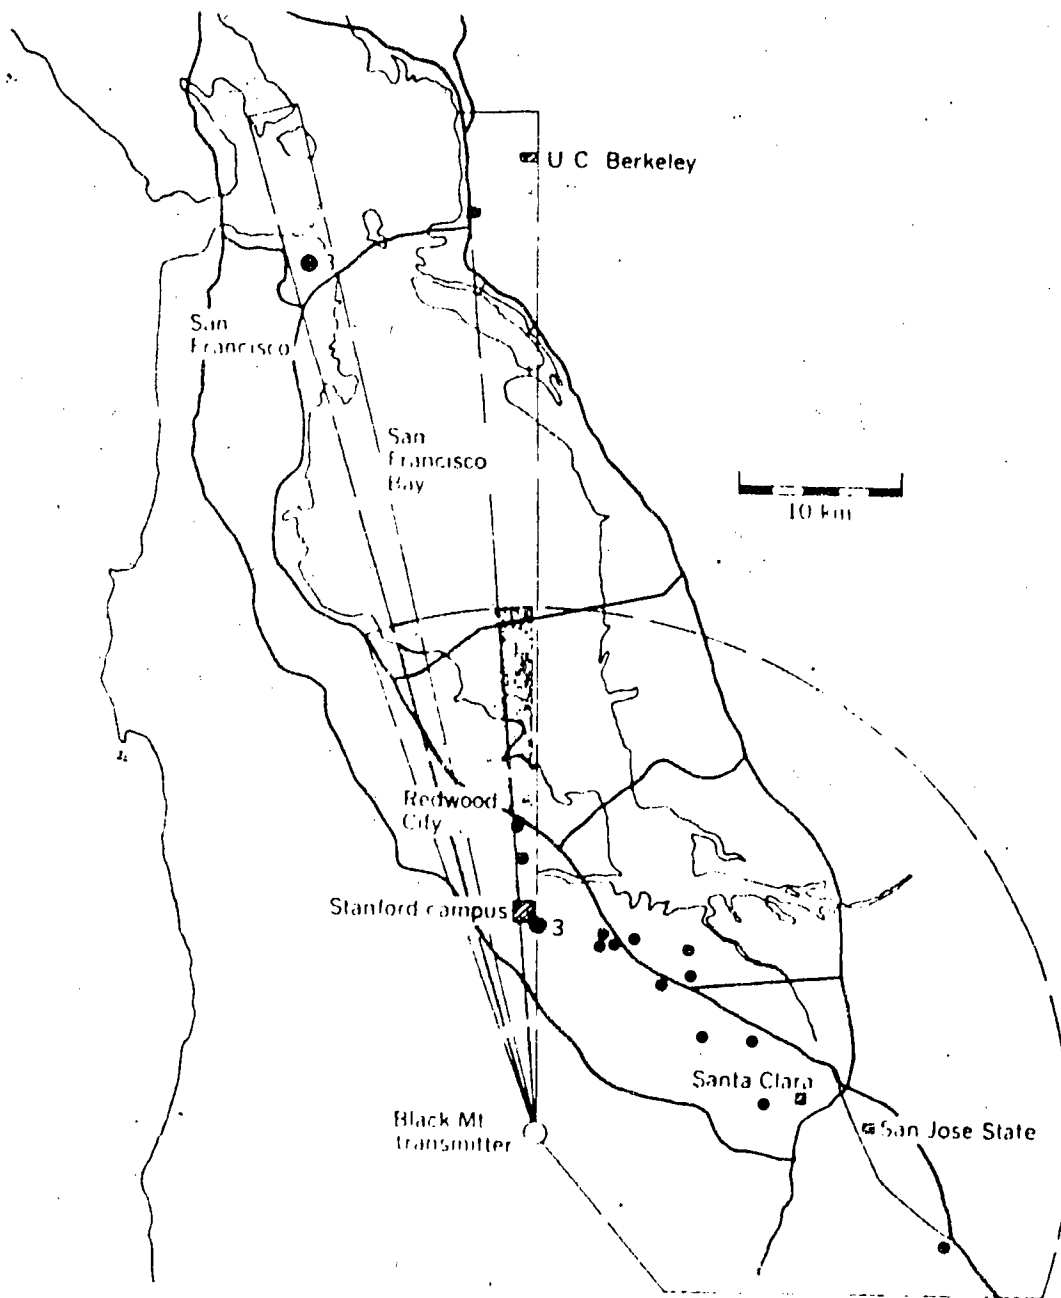 U C Berkeley
San
Francisco
San
Francisco
Bay
10 km
Redwood
City
Stanford campus
3
Santa Clara
Black Mt
transmitter
San Jose State